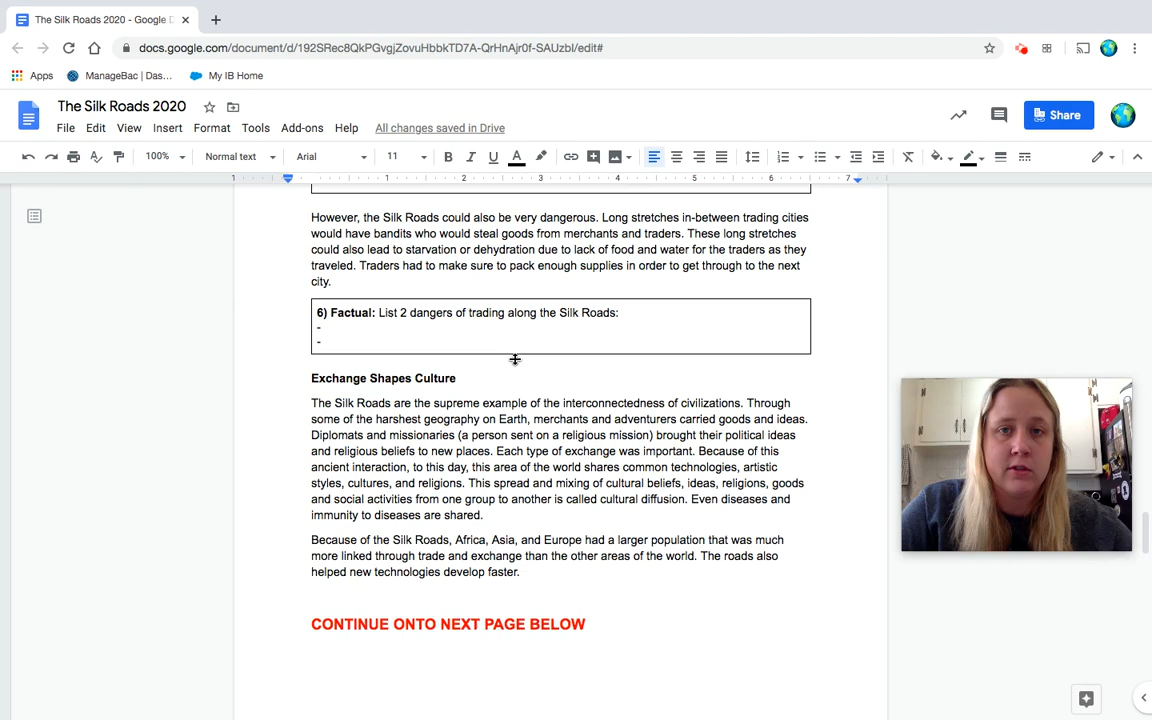 The Silk Roads 2020 - Google D
docs.google.com/document/d/192SRec8QkPGvgjZovuHbbkTD7A-QrHnAjr0f-SAUzbI/edit#
Apps ManageBac | Das... My IB Home
The Silk Roads 2020
File Edit View Insert Format Tools Add-ons Help All changes saved in Drive
Share
100% Normal text Arial 11 B I U A
1 1 2 3 4 5 6 7
However, the Silk Roads could also be very dangerous. Long stretches in-between trading cities
would have bandits who would steal goods from merchants and traders. These long stretches
could also lead to starvation or dehydration due to lack of food and water for the traders as they
traveled. Traders had to make sure to pack enough supplies in order to get through to the next
city.
6) Factual: List 2 dangers of trading along the Silk Roads:
-
-
Exchange Shapes Culture
The Silk Roads are the supreme example of the interconnectedness of civilizations. Through
some of the harshest geography on Earth, merchants and adventurers carried goods and ideas.
Diplomats and missionaries (a person sent on a religious mission) brought their political ideas
and religious beliefs to new places. Each type of exchange was important. Because of this
ancient interaction, to this day, this area of the world shares common technologies, artistic
styles, cultures, and religions. This spread and mixing of cultural beliefs, ideas, religions, goods
and social activities from one group to another is called cultural diffusion. Even diseases and
immunity to diseases are shared.
Because of the Silk Roads, Africa, Asia, and Europe had a larger population that was much
more linked through trade and exchange than the other areas of the world. The roads also
helped new technologies develop faster.
CONTINUE ONTO NEXT PAGE BELOW